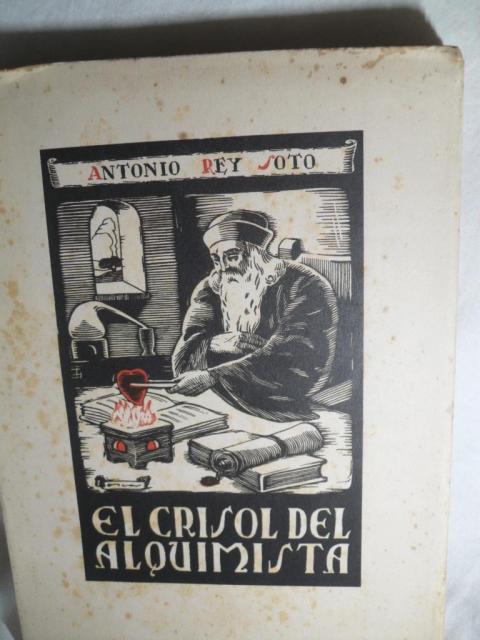 ANTONIO REY SOTO
EL CRISOL DEL
ALQUIMISTA